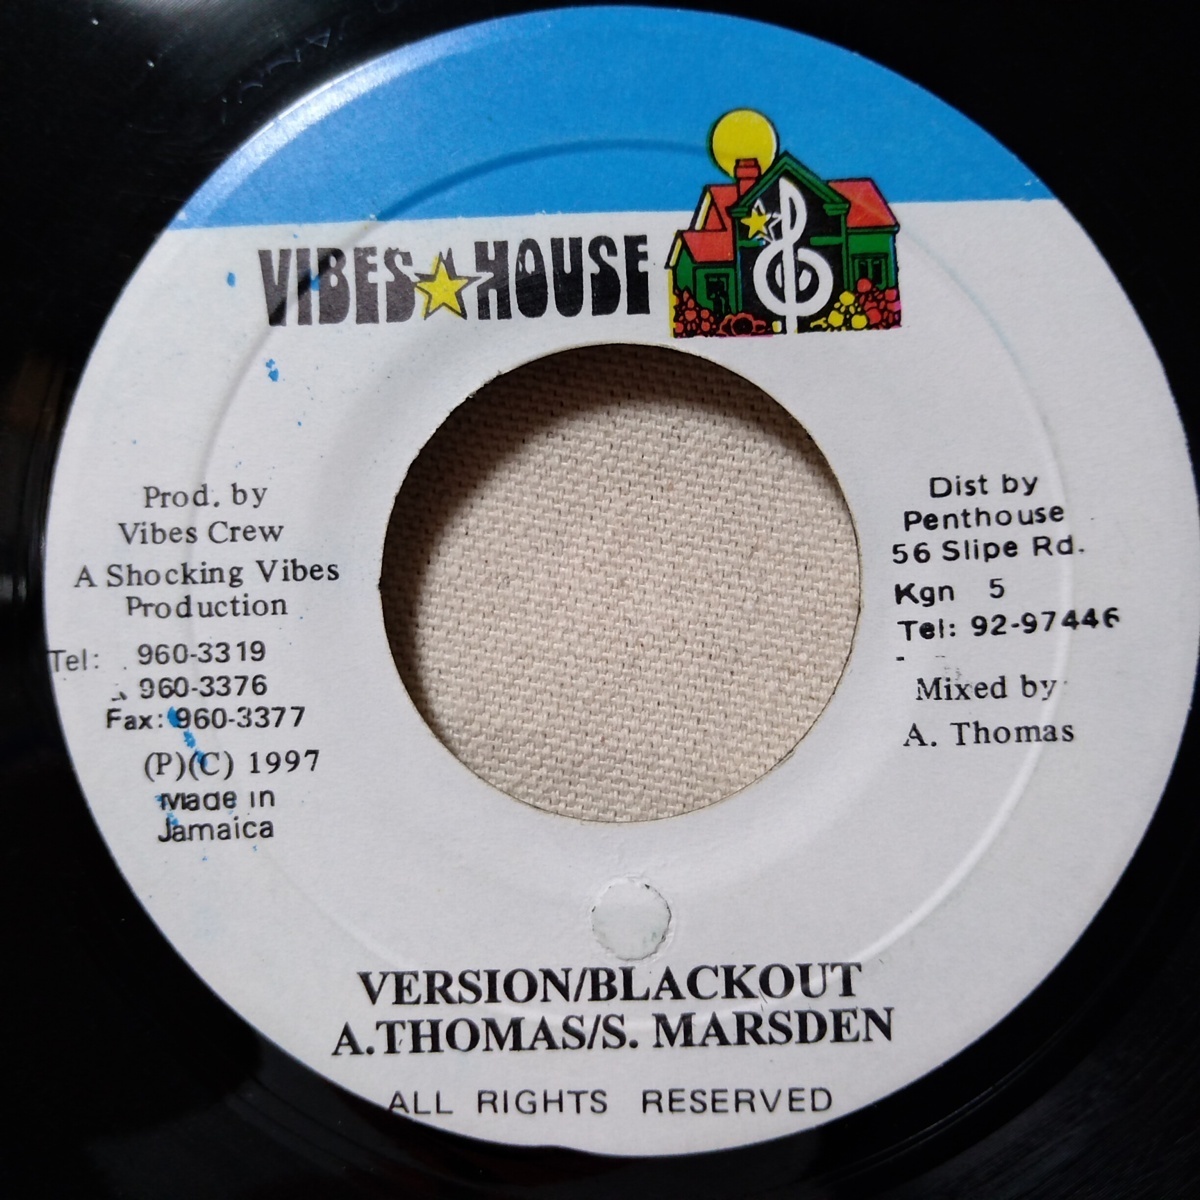 VIBES HOUSE
Prod. by
Vibes Crew
A Shocking Vibes
Production
Tel: 960-3319
960-3376
Fax: 960-3377
(P)(C) 1997
Made in
Jamaica
Dist by
Penthouse
56 Slipe Rd.
Kgn 5
Tel: 92-97446
Mixed by
A. Thomas
VERSION/BLACKOUT
A.THOMAS/S. MARSDEN
ALL RIGHTS RESERVED